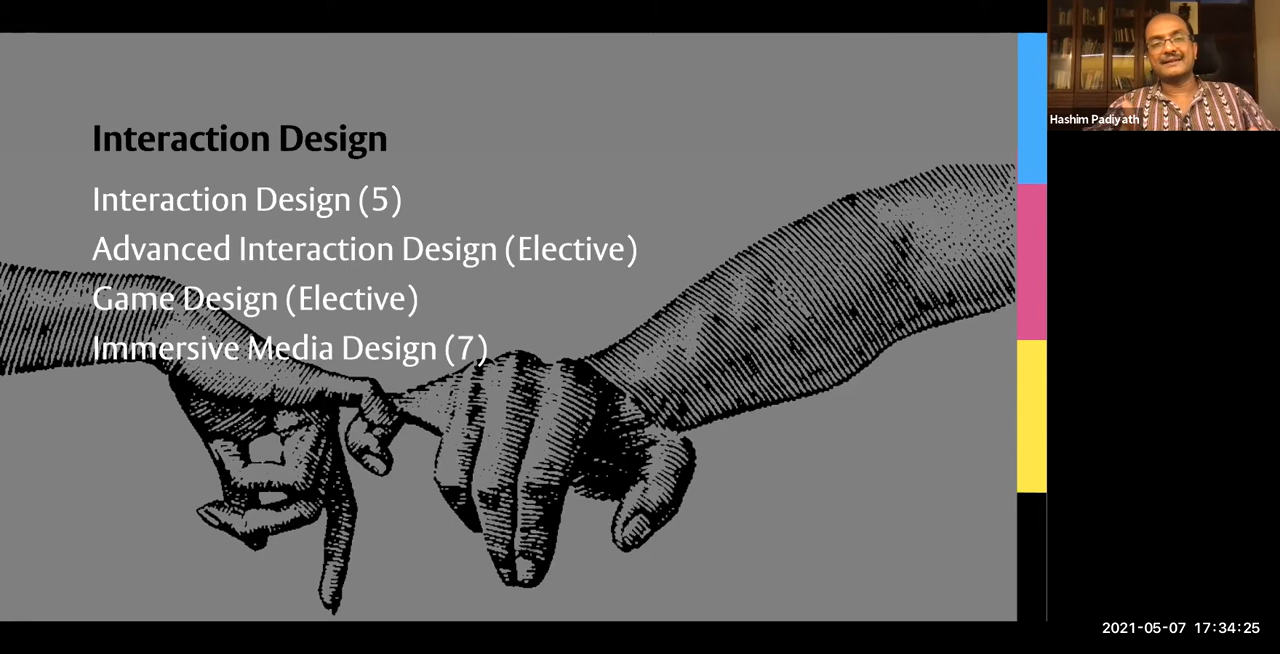 Interaction Design
Interaction Design (5)
Advanced Interaction Design (Elective)
Game Design (Elective)
Immersive Media Design (7)
Hashim Padiyath
2021-05-07 17:34:25